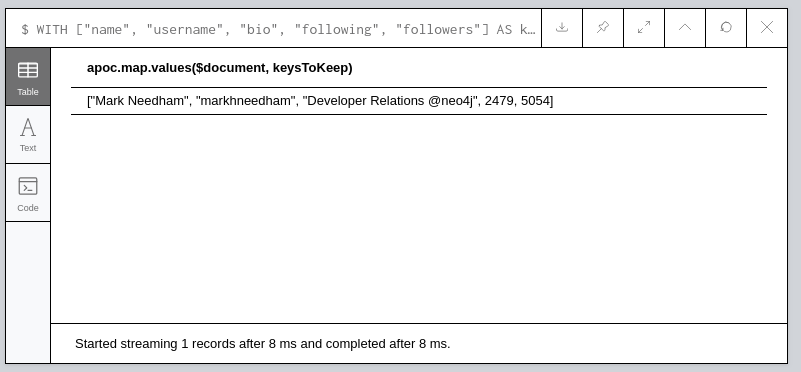 $ WITH ["name", "username", "bio", "following", "followers"] AS k…
Table
Text
Code
apoc.map.values($document, keysToKeep)
["Mark Needham", "markhneedham", "Developer Relations @neo4j", 2479, 5054]
Started streaming 1 records after 8 ms and completed after 8 ms.